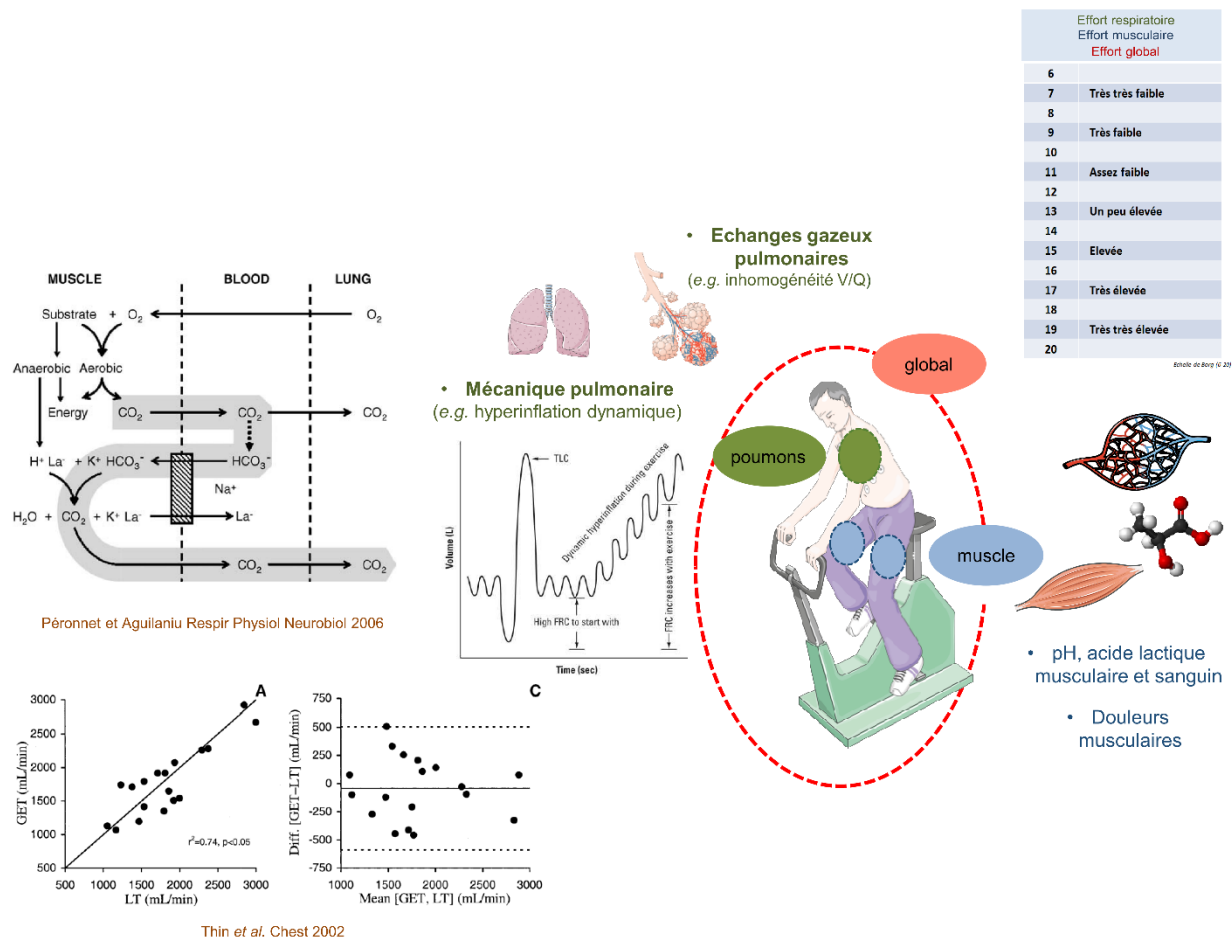 Effort respiratoire
Effort musculaire
Effort global
6
7 Très très faible
8
9 Très faible
10
11 Assez faible
12
13 Un peu élevée
14
15 Elevée
16
17 Très élevée
18
19 Très très élevée
20
Echelle de Borg (6-20)
• Echanges gazeux
pulmonaires
(e.g. inhomogénéité V/Q)
MUSCLE BLOOD LUNG
Substrate + O₂ O₂
Anaerobic Aerobic
Energy CO₂ CO₂ CO₂
H⁺ La⁻ + K⁺ HCO₃⁻ HCO₃⁻
Na⁺
H₂O + CO₂ + K⁺ La⁻ La⁻
CO₂ CO₂
Péronnet et Aguilaniu Respir Physiol Neurobiol 2006
• Mécanique pulmonaire
(e.g. hyperinflation dynamique)
TLC
Dynamic hyperinflation during exercise
FRC increases with exercise
High FRC to start with
Volume (L)
Time (sec)
global
poumons
muscle
• pH, acide lactique
musculaire et sanguin
• Douleurs
musculaires
A
GET (mL/min)
3000
2500
2000
1500
1000
500
r²=0.74, p<0.05
500 1000 1500 2000 2500 3000
LT (mL/min)
C
Diff. [GET–LT] (mL/min)
750
500
250
0
-250
-500
-750
1000 1500 2000 2500 3000
Mean [GET, LT] (mL/min)
Thin et al. Chest 2002